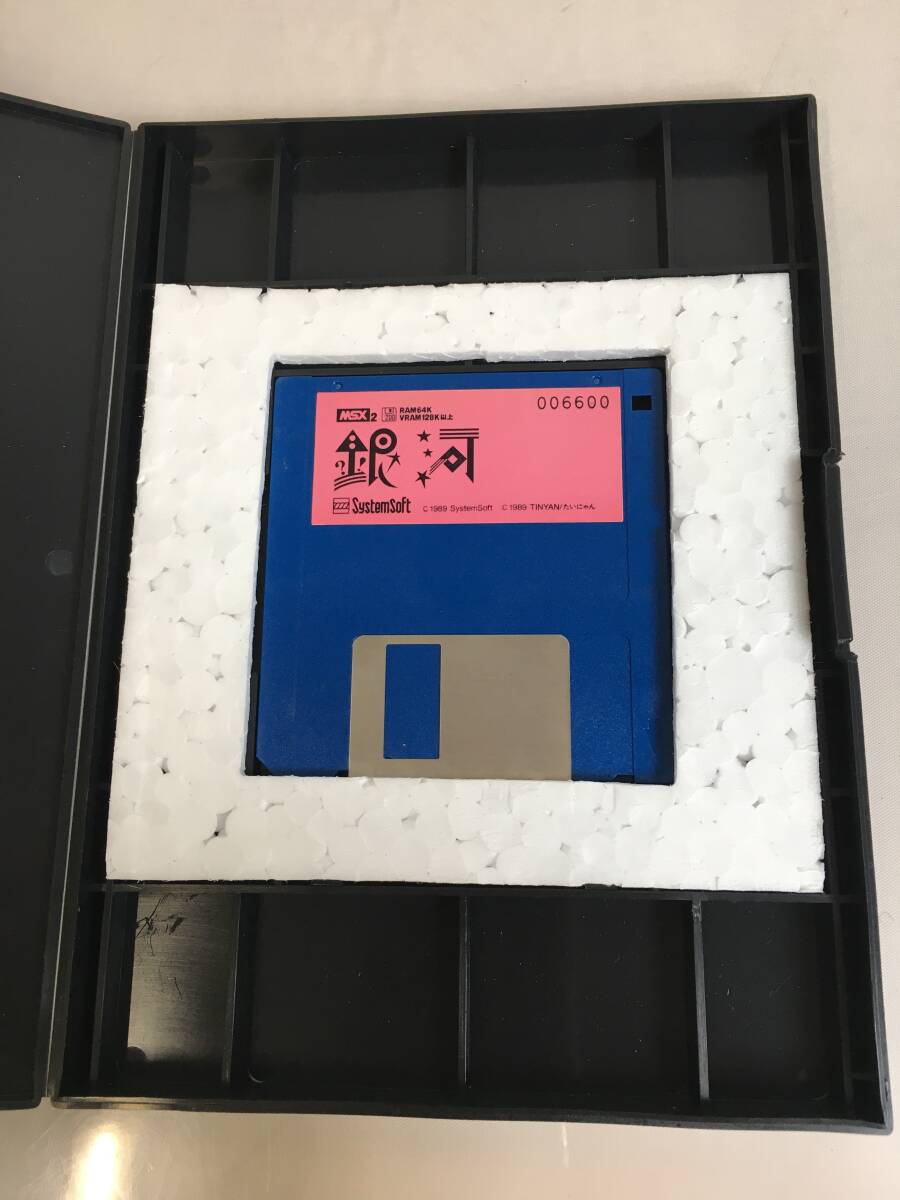 MSX2 RAM64K 006600
VRAM128K以上
銀河
SystemSoft C 1989 SystemSoft C 1989 TINYAN/たいにゃん